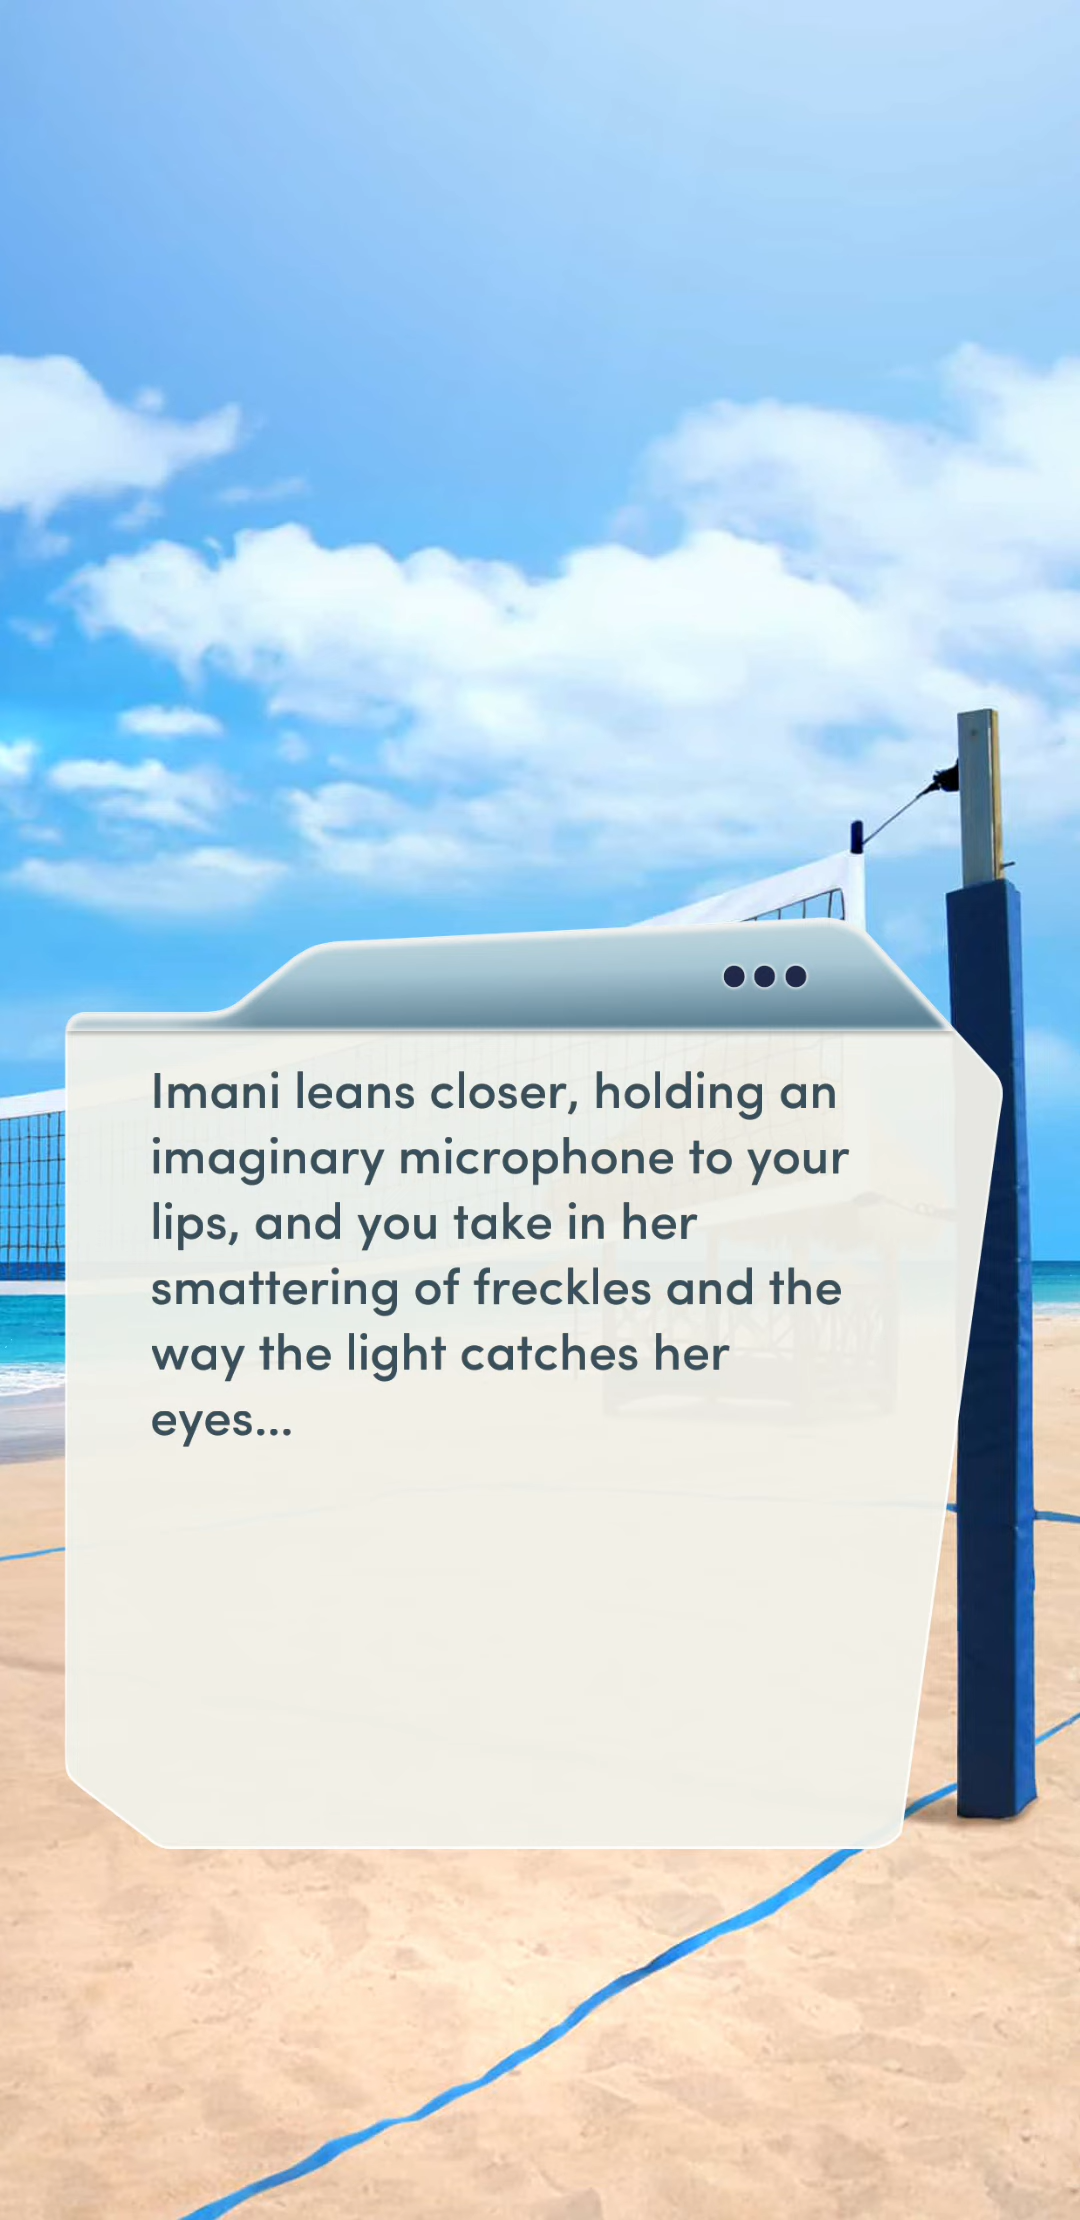 Imani leans closer, holding an
imaginary microphone to your
lips, and you take in her
smattering of freckles and the
way the light catches her
eyes...